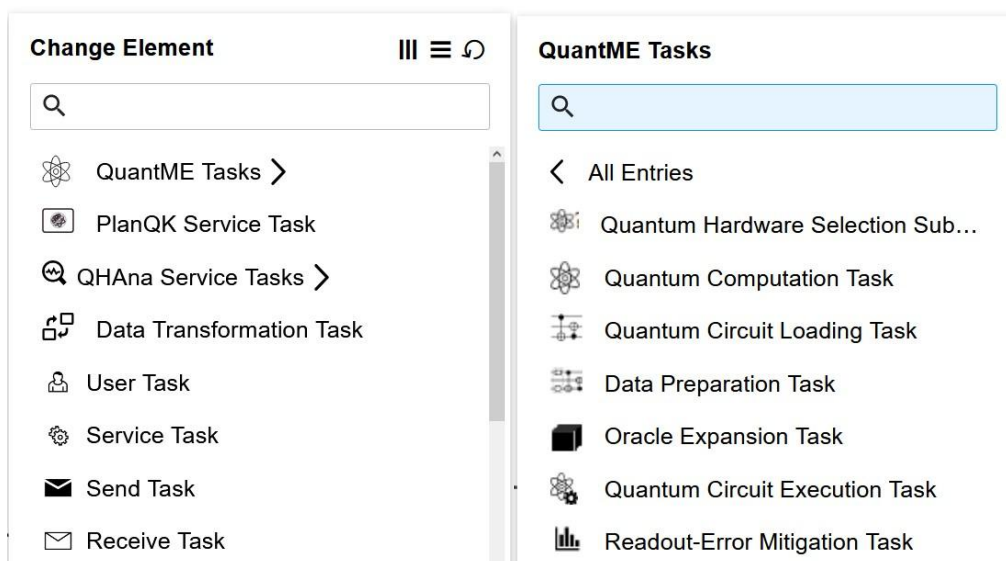 Change Element
QuantME Tasks
PlanQK Service Task
QHAna Service Tasks
Data Transformation Task
User Task
Service Task
Send Task
Receive Task
QuantME Tasks
All Entries
Quantum Hardware Selection Sub...
Quantum Computation Task
Quantum Circuit Loading Task
Data Preparation Task
Oracle Expansion Task
Quantum Circuit Execution Task
Readout-Error Mitigation Task